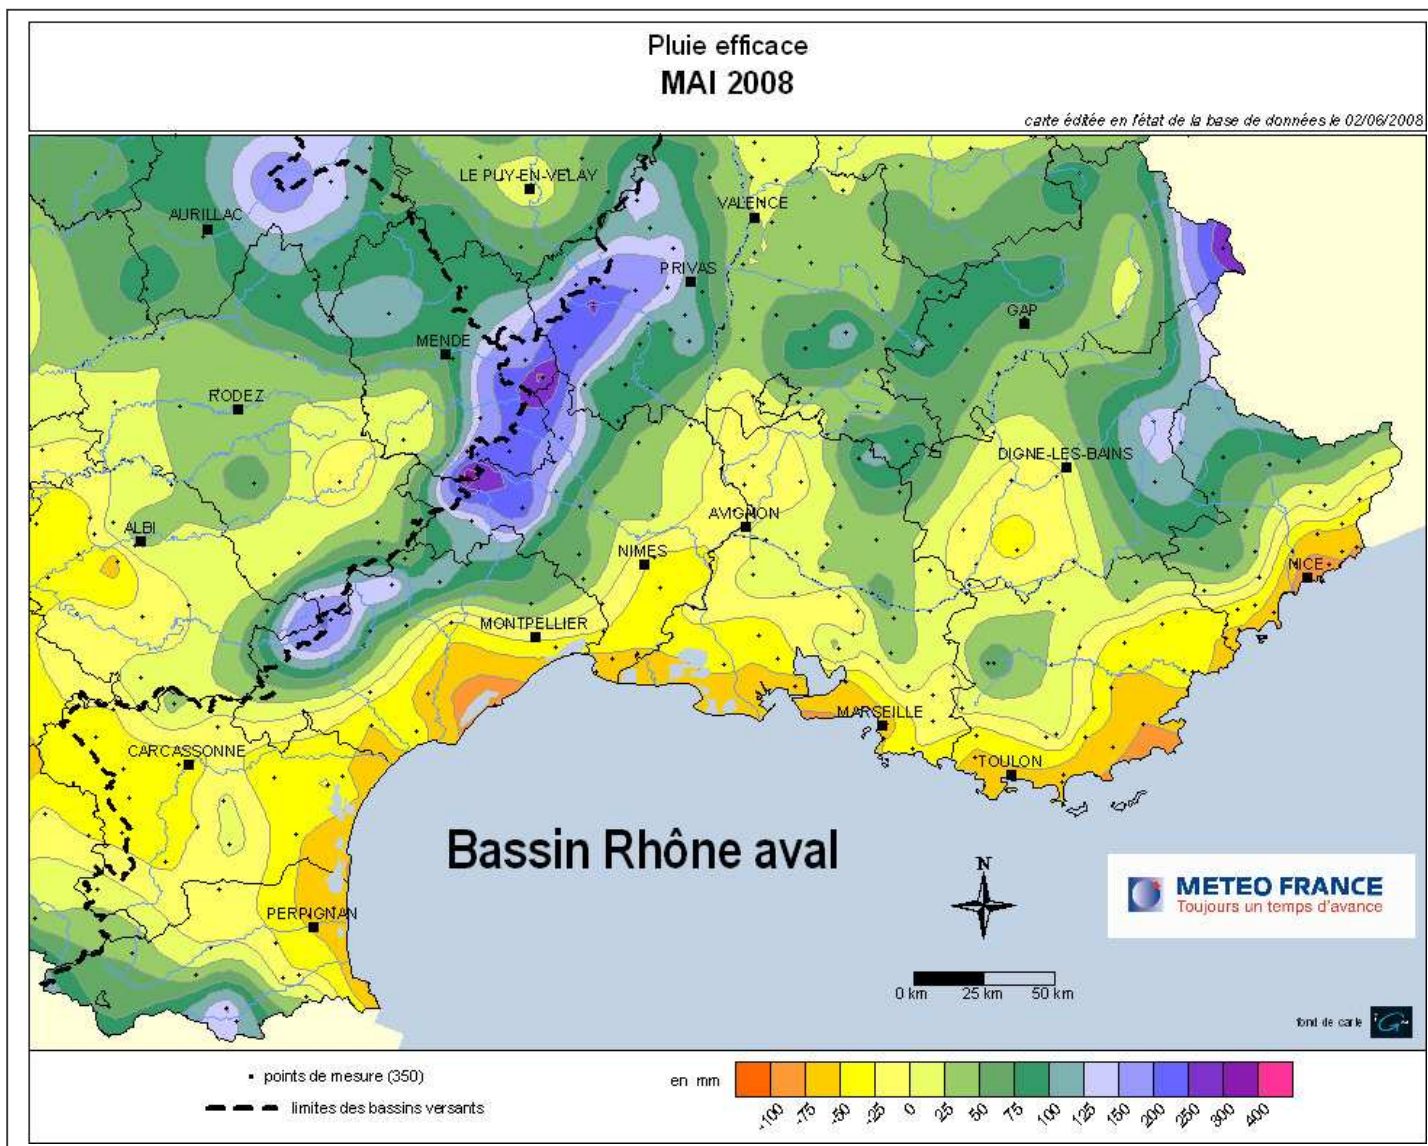 Pluie efficace
MAI 2008
carte éditée en l'état de la base de données le 02/06/2008
LE PUY-EN-VELAY
VALENCE
AURILLAC
PRIVAS
GAP
MENDE
RODEZ
DIGNE-LES-BAINS
AVIGNON
ALBI
NIMES
NICE
MONTPELLIER
MARSEILLE
CARCASSONNE
TOULON
Bassin Rhône aval
N
METEO FRANCE
Toujours un temps d'avance
PERPIGNAN
0 km 25 km 50 km
fond de carte
points de mesure (350)
limites des bassins versants
en mm
-100 -75 -50 -25 0 25 50 75 100 125 150 200 250 300 400